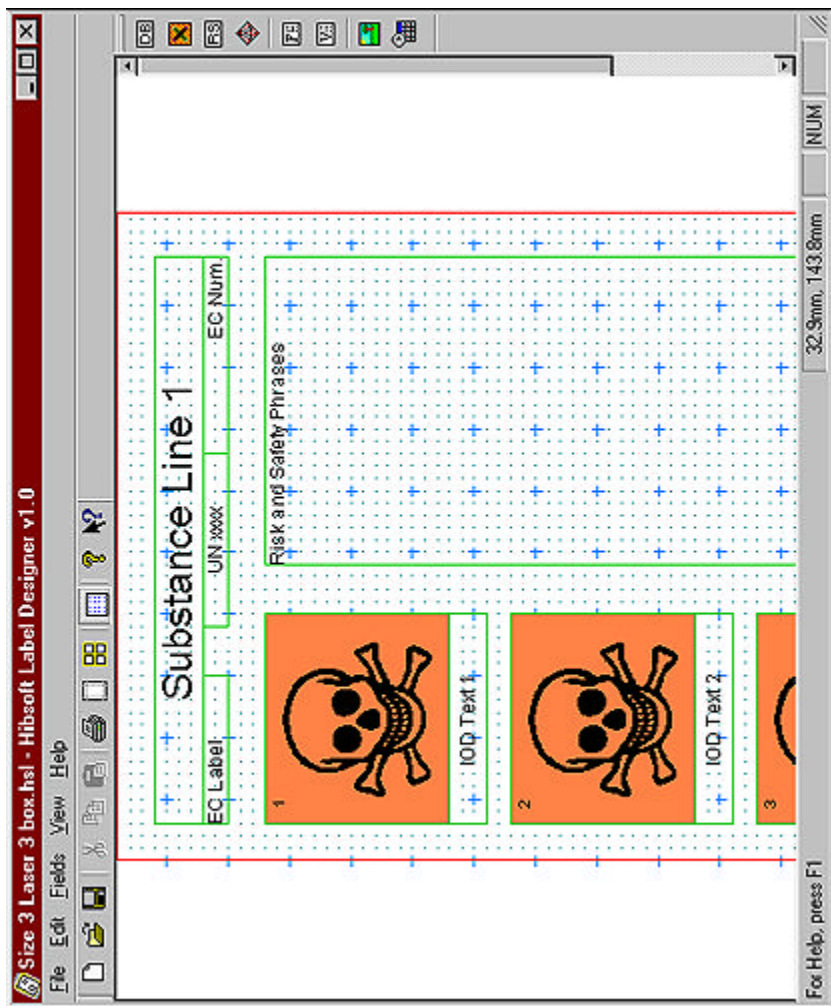 Size 3 Laser 3 box.hsl - Hibsoft Label Designer v1.0
File Edit Fields View Help
DB
RS
Substance Line 1
EC Label
UN xxxx
EC Num.
Risk and Safety Phrases
1
IOD Text 1
2
IOD Text 2
3
For Help, press F1
32.9mm, 143.8mm
NUM